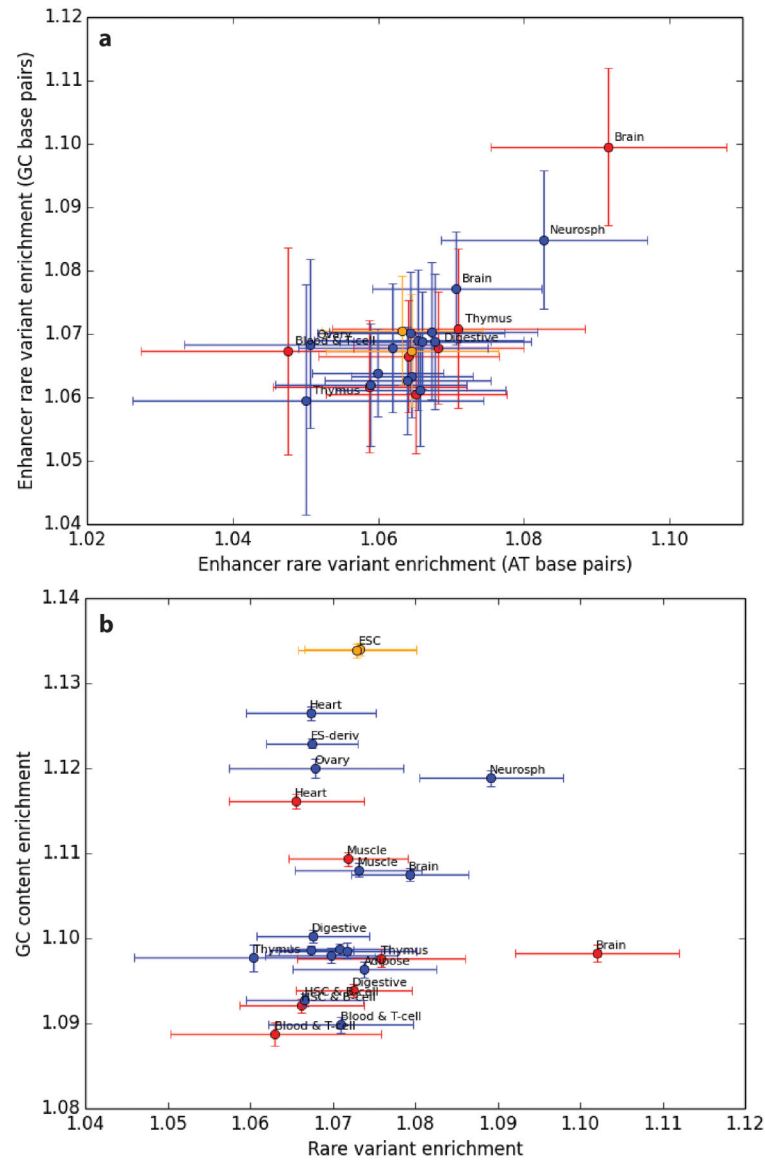 a
1.12
1.11
1.10
1.09
1.08
1.07
1.06
1.05
1.04
Enhancer rare variant enrichment (GC base pairs)
Brain
Neurosph
Brain
Thymus
Ovary
Digestive
Blood & T-cell
Thymus
1.02 1.04 1.06 1.08 1.10
Enhancer rare variant enrichment (AT base pairs)
b
1.14
1.13
1.12
1.11
1.10
1.09
1.08
GC content enrichment
ESC
Heart
ES-deriv
Ovary
Neurosph
Heart
Muscle
Muscle
Brain
Digestive
Thymus
Thymus
Brain
Adipose
Digestive
HSC & B-cell
HSC & B-cell
Blood & T-cell
Blood & T-cell
1.04 1.05 1.06 1.07 1.08 1.09 1.10 1.11 1.12
Rare variant enrichment